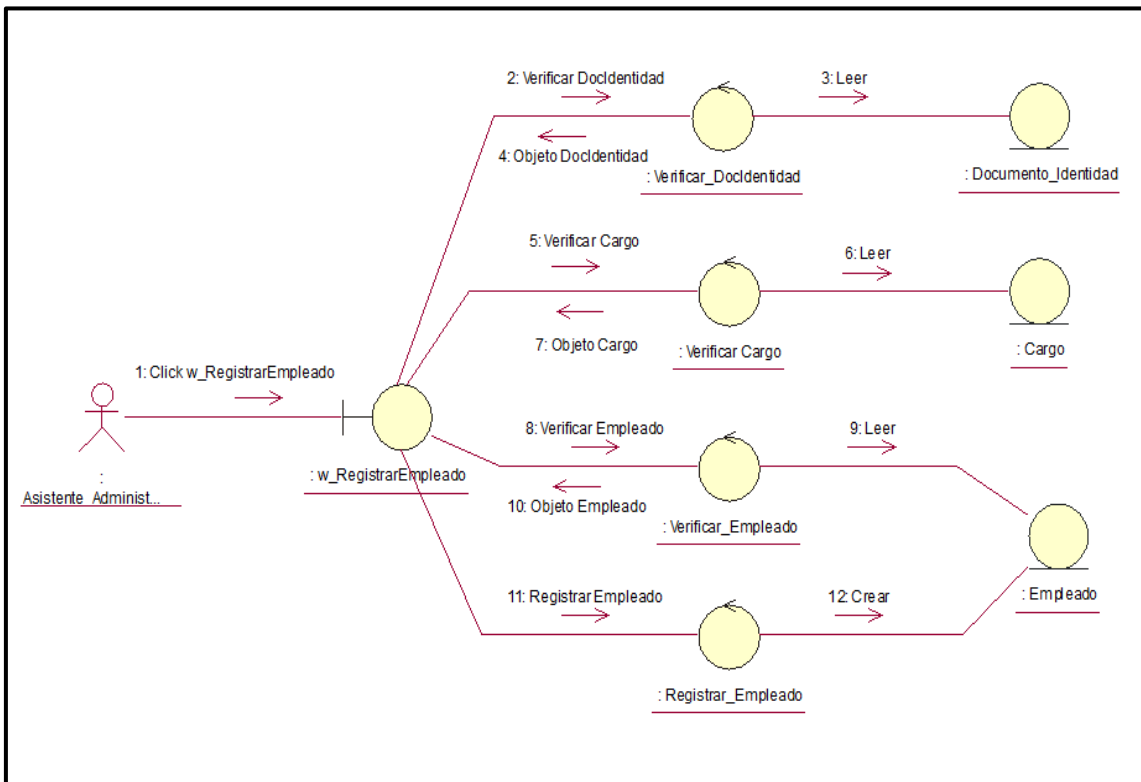 2: Verificar DocIdentidad
3: Leer
4: Objeto DocIdentidad
: Verificar_DocIdentidad
: Documento_Identidad
5: Verificar Cargo
6: Leer
7: Objeto Cargo
: Verificar Cargo
: Cargo
1: Click w_RegistrarEmpleado
8: Verificar Empleado
9: Leer
: w_RegistrarEmpleado
:
Asistente_Administ...
10: Objeto Empleado
: Verificar_Empleado
11: Registrar Empleado
12: Crear
: Empleado
: Registrar_Empleado